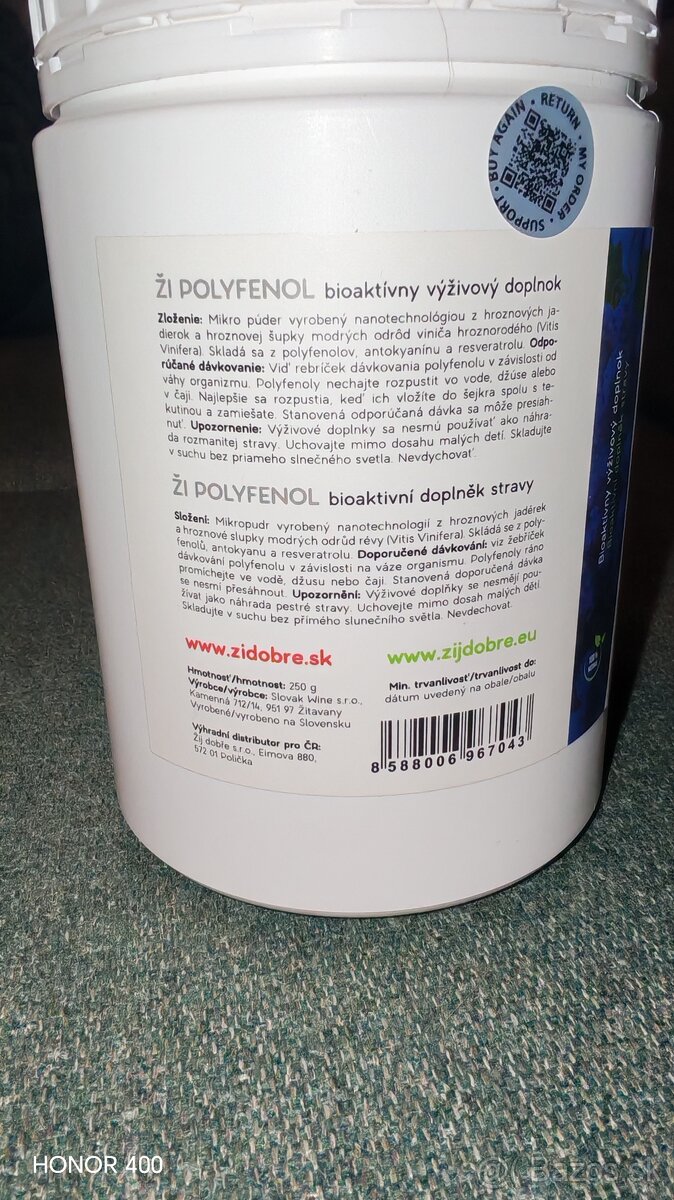 BUY AGAIN • RETURN • MY ORDER • SUPPORT •
ŽI POLYFENOL bioaktívny výživový doplnok
Zloženie: Mikro púder vyrobený nanotechnológiou z hroznových ja-
dierok a hroznovej šupky modrých odrôd viniča hroznorodého (Vitis
Vinifera). Skladá sa z polyfenolov, antokyanínu a resveratrolu. Odpo-
rúčané dávkovanie: Viď rebríček dávkovania polyfenolu v závislosti od
váhy organizmu. Polyfenoly nechajte rozpustit vo vode, džúse alebo
v čaji. Najlepšie sa rozpustia, keď ich vložíte do šejkra spolu s te-
kutinou a zamiešate. Stanovená odporúčaná dávka sa môže presiah-
nuť. Upozornenie: Výživové doplnky sa nesmú používať ako náhra-
da rozmanitej stravy. Uchovajte mimo dosahu malých detí. Skladujte
v suchu bez priameho slnečného svetla. Nevdychovať.
ŽI POLYFENOL bioaktivní doplněk stravy
Složení: Mikropudr vyrobený nanotechnologií z hroznových jadérek
a hroznové slupky modrých odrůd révy (Vitis Vinifera). Skládá se z poly-
fenolů, antokyanu a resveratrolu. Doporučené dávkování: viz žebříček
dávkování polyfenolu v závislosti na váze organismu. Polyfenoly ráno
promíchejte ve vodě, džusu nebo čaji. Stanovená doporučená dávka
se nesmí přesáhnout. Upozornění: Výživové doplňky se nesmějí pou-
žívat jako náhrada pestré stravy. Uchovejte mimo dosah malých dětí.
Skladujte v suchu bez přímého slunečního světla. Nevdechovat.
www.zidobre.sk
www.zijdobre.eu
Hmotnosť/hmotnost: 250 g
Výrobce/výrobce: Slovak Wine s.r.o.,
Kamenná 712/14, 951 97 Žitavany
Vyrobené/vyrobeno na Slovensku
Min. trvanlivosť/trvanlivost do:
dátum uvedený na obale/obalu
Výhradní distributor pro ČR:
Žij dobře s.r.o., Eimova 880,
572 01 Polička
8 588006 967043
Bioaktívny výživový doplnok
Bioaktivní doplněk stravy
HONOR 400
@ Bazos.sk